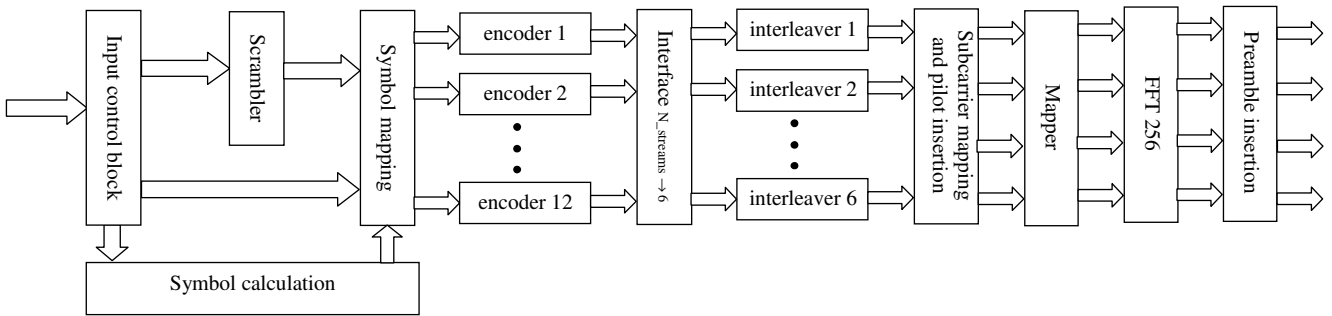 Input control block
Scrambler
Symbol mapping
encoder 1
encoder 2
encoder 12
Interface N_streams → 6
interleaver 1
interleaver 2
interleaver 6
Subcarrier mapping
and pilot insertion
Mapper
FFT 256
Preamble insertion
Symbol calculation